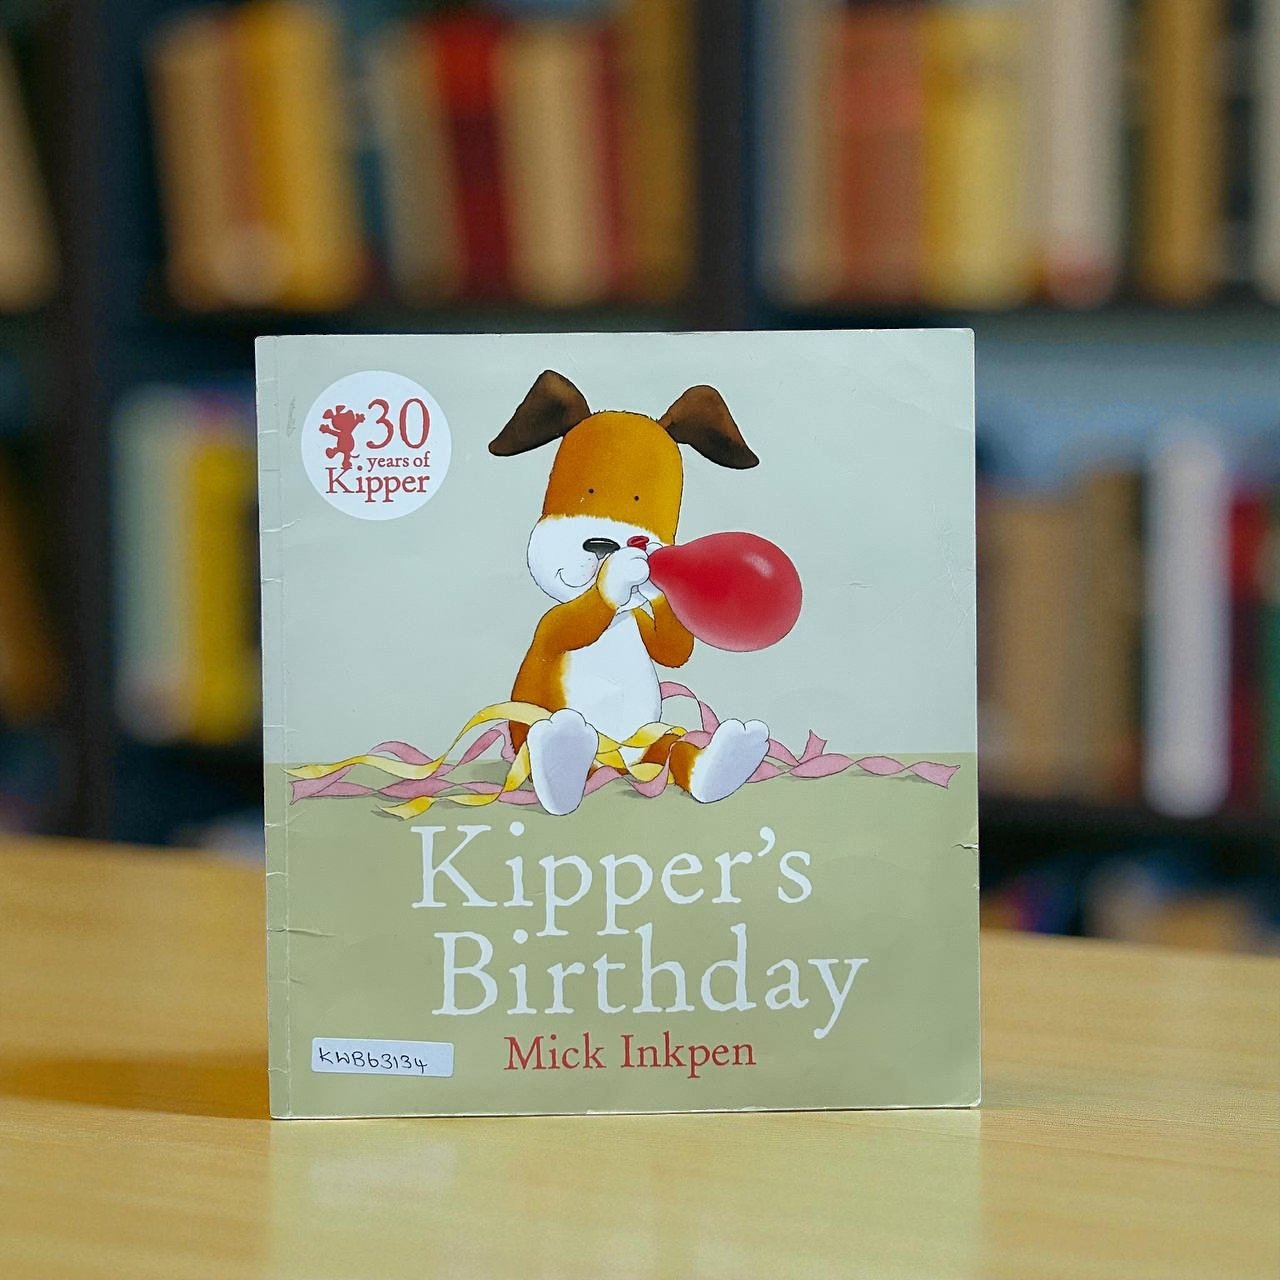 30
years of
Kipper
Kipper's
Birthday
Mick Inkpen
KWB63134